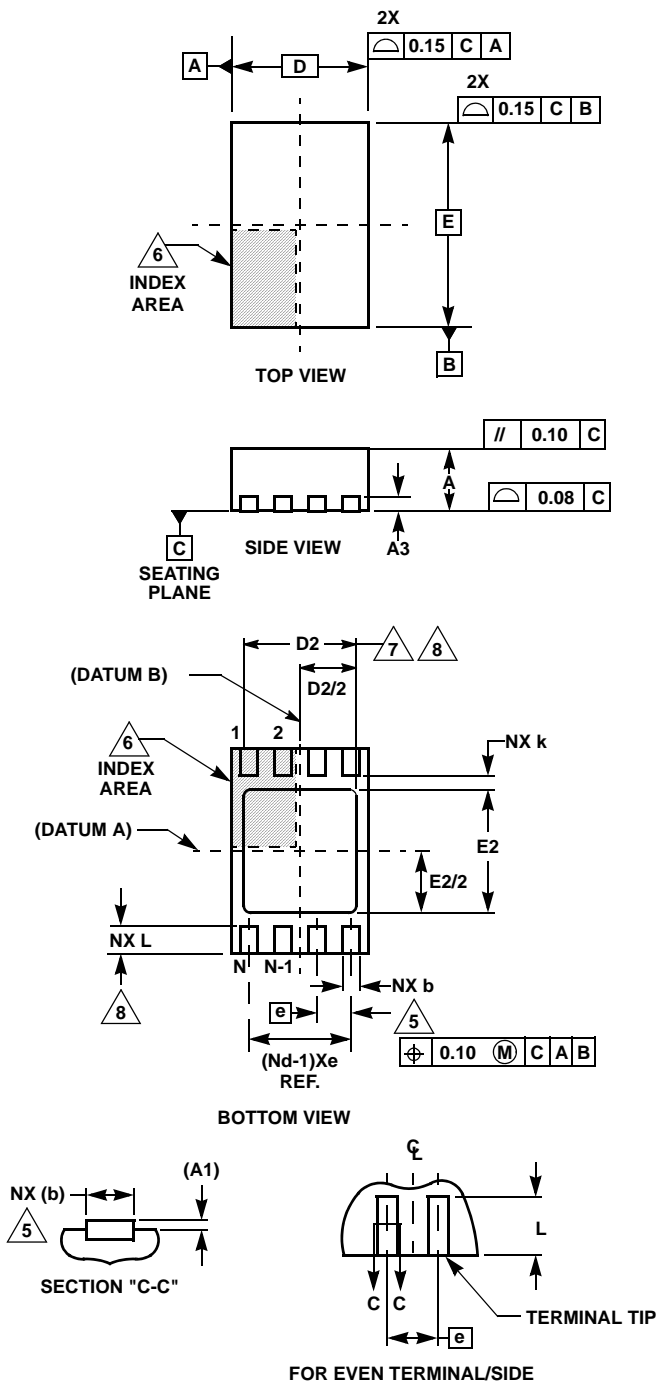 2X
⌓ 0.15 C A
A D
2X
⌓ 0.15 C B
E
6
INDEX
AREA
B
TOP VIEW
// 0.10 C
A
⌓ 0.08 C
C
SIDE VIEW
A3
SEATING
PLANE
D2
7 8
(DATUM B)
D2/2
1 2
6
NX k
INDEX
AREA
(DATUM A)
E2
E2/2
NX L
N N-1
NX b
8
e
5
(Nd-1)Xe
REF.
⌖ 0.10 Ⓜ C A B
BOTTOM VIEW
(A1)
NX (b)
5
SECTION "C-C"
℄
L
C C
TERMINAL TIP
e
FOR EVEN TERMINAL/SIDE